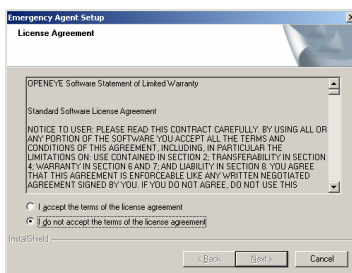 Emergency Agent Setup
License Agreement
OPENEYE Software Statement of Limited Warranty
Standard Software License Agreement
NOTICE TO USER: PLEASE READ THIS CONTRACT CAREFULLY. BY USING ALL OR
ANY PORTION OF THE SOFTWARE YOU ACCEPT ALL THE TERMS AND
CONDITIONS OF THIS AGREEMENT, INCLUDING, IN PARTICULAR THE
LIMITATIONS ON: USE CONTAINED IN SECTION 2; TRANSFERABILITY IN SECTION
4; WARRANTY IN SECTION 6 AND 7; AND LIABILITY IN SECTION 8. YOU AGREE
THAT THIS AGREEMENT IS ENFORCEABLE LIKE ANY WRITTEN NEGOTIATED
AGREEMENT SIGNED BY YOU. IF YOU DO NOT AGREE, DO NOT USE THIS
I accept the terms of the license agreement
I do not accept the terms of the license agreement
InstallShield
< Back Next > Cancel